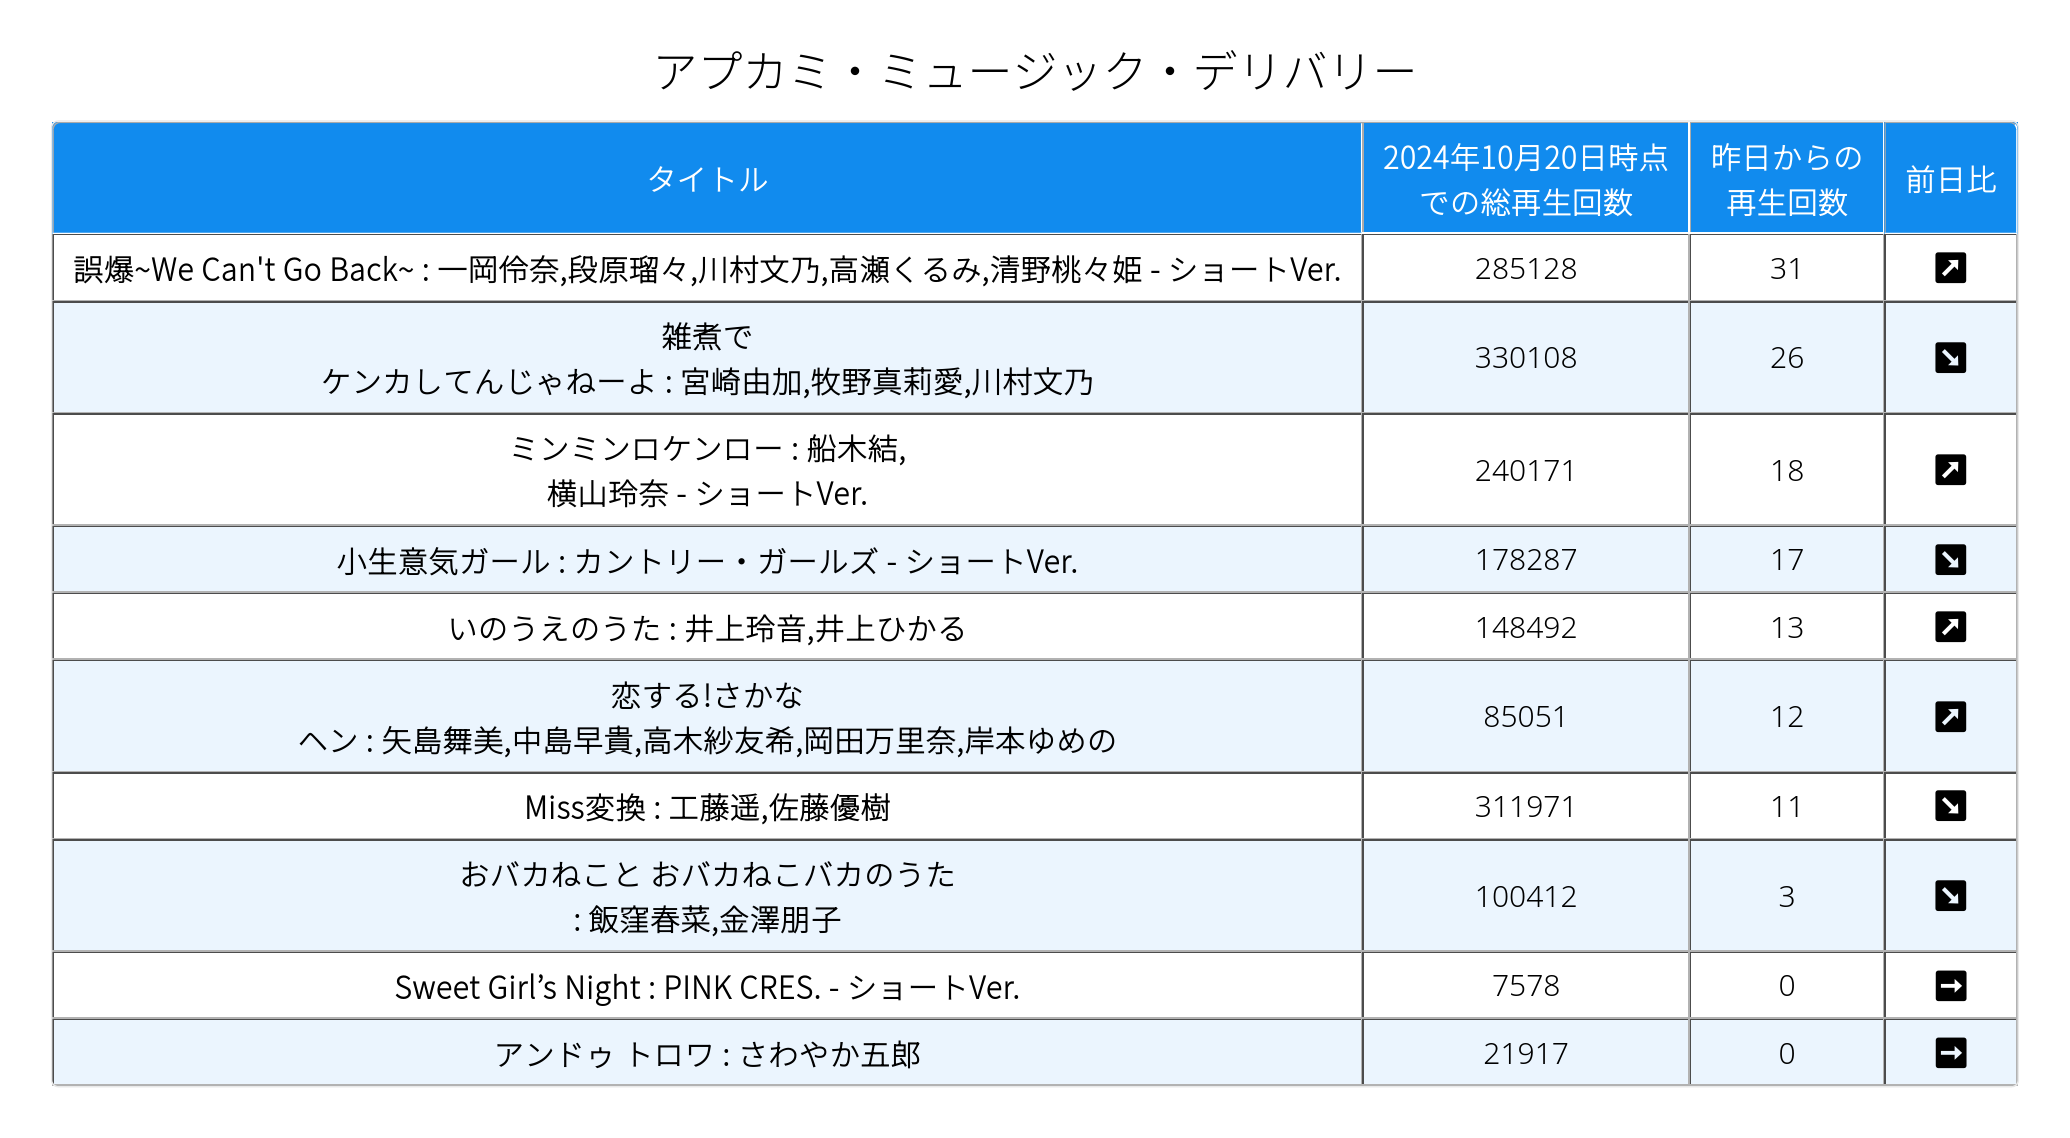 アプカミ・ミュージック・デリバリー
タイトル
2024年10月20日時点
での総再生回数
昨日からの
再生回数
前日比
誤爆~We Can't Go Back~ : 一岡伶奈,段原瑠々,川村文乃,高瀬くるみ,清野桃々姫 - ショートVer.
285128
31
雑煮で
ケンカしてんじゃねーよ : 宮崎由加,牧野真莉愛,川村文乃
330108
26
ミンミンロケンロー : 船木結,
横山玲奈 - ショートVer.
240171
18
小生意気ガール : カントリー・ガールズ - ショートVer.
178287
17
いのうえのうた : 井上玲音,井上ひかる
148492
13
恋する!さかな
ヘン : 矢島舞美,中島早貴,高木紗友希,岡田万里奈,岸本ゆめの
85051
12
Miss変換 : 工藤遥,佐藤優樹
311971
11
おバカねこと おバカねこバカのうた
: 飯窪春菜,金澤朋子
100412
3
Sweet Girl’s Night : PINK CRES. - ショートVer.
7578
0
アンドゥ トロワ : さわやか五郎
21917
0